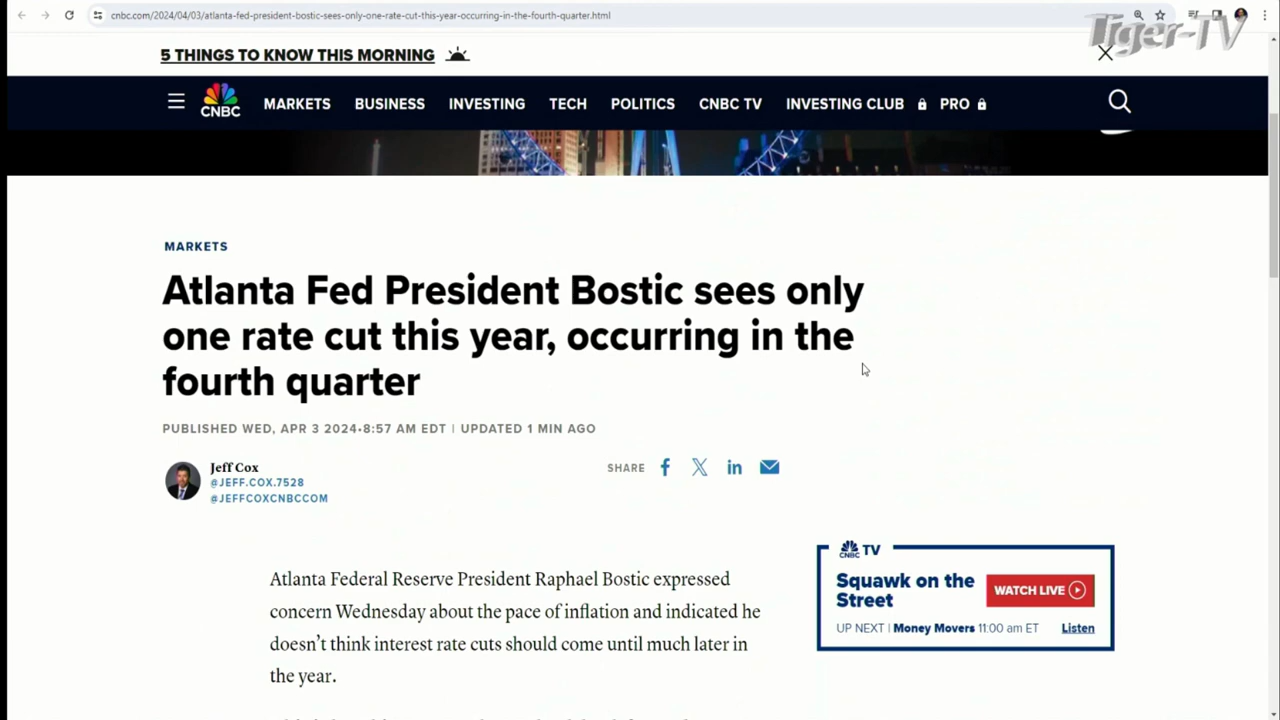 cnbc.com/2024/04/03/atlanta-fed-president-bostic-sees-only-one-rate-cut-this-year-occurring-in-the-fourth-quarter.html
Tiger-TV
5 THINGS TO KNOW THIS MORNING
CNBC MARKETS BUSINESS INVESTING TECH POLITICS CNBC TV INVESTING CLUB PRO
MARKETS
Atlanta Fed President Bostic sees only
one rate cut this year, occurring in the
fourth quarter
PUBLISHED WED, APR 3 2024•8:57 AM EDT | UPDATED 1 MIN AGO
Jeff Cox
@JEFF.COX.7528
@JEFFCOXCNBCCOM
SHARE
Atlanta Federal Reserve President Raphael Bostic expressed
concern Wednesday about the pace of inflation and indicated he
doesn’t think interest rate cuts should come until much later in
the year.
CNBC TV
Squawk on the
Street
WATCH LIVE
UP NEXT | Money Movers 11:00 am ET Listen